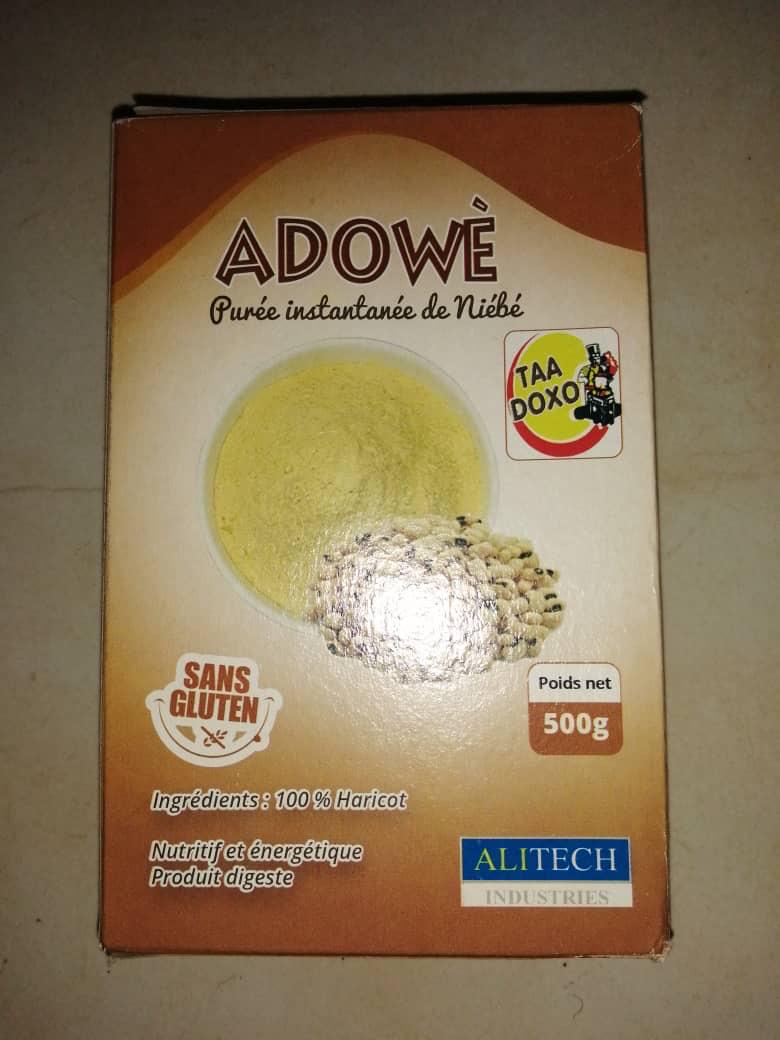 ADOWÈ
Purée instantanée de Niébé
TAA
DOXO
SANS
GLUTEN
Poids net
500g
Ingrédients : 100 % Haricot
Nutritif et énergétique
Produit digeste
ALITECH
INDUSTRIES